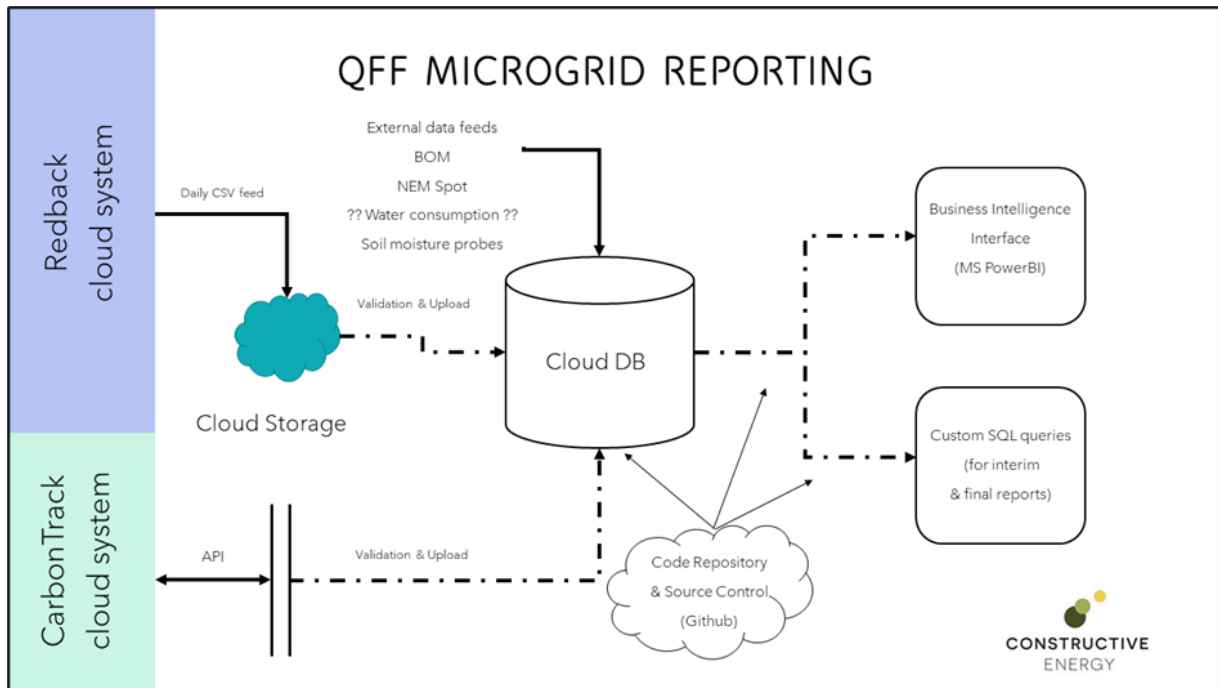 QFF MICROGRID REPORTING
Redback
cloud system
Daily CSV feed
External data feeds
BOM
NEM Spot
?? Water consumption ??
Soil moisture probes
Validation & Upload
Cloud Storage
Cloud DB
Business Intelligence
Interface
(MS PowerBI)
Custom SQL queries
(for interim
& final reports)
CarbonTrack
cloud system
API
Validation & Upload
Code Repository
& Source Control
(Github)
CONSTRUCTIVE
ENERGY